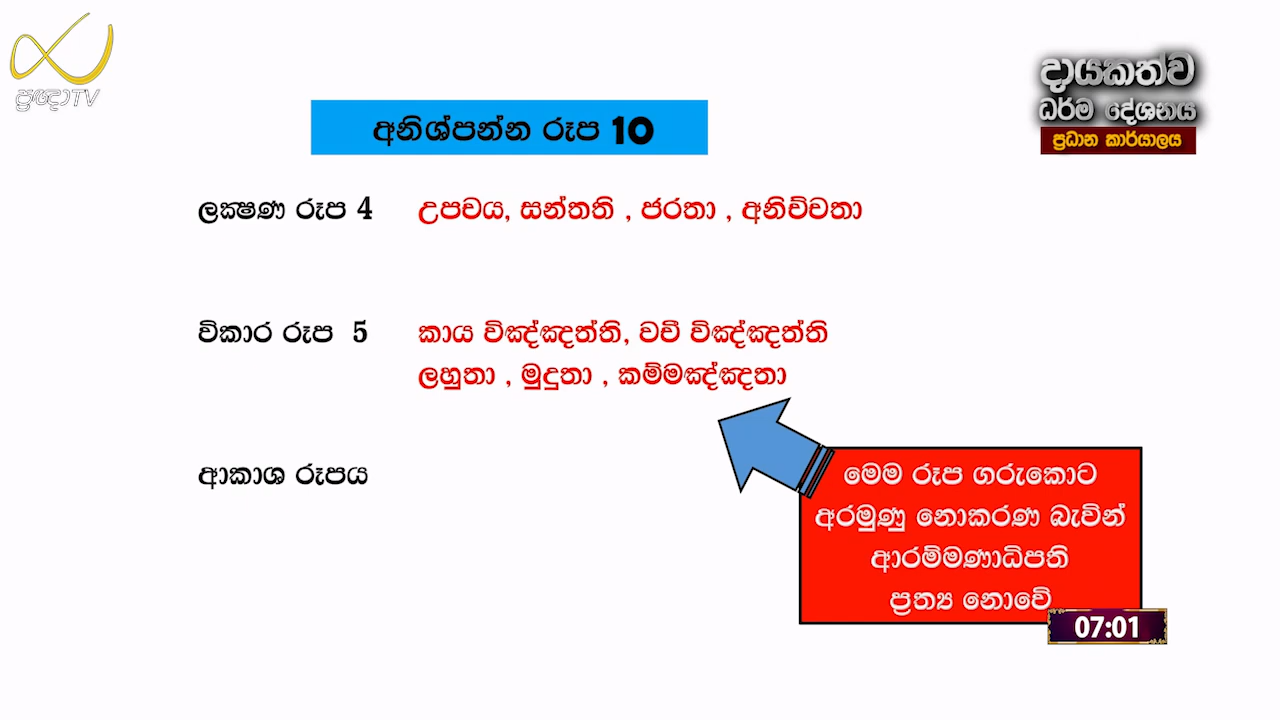 ප්‍රඥාTV
දායකත්ව
ධර්ම දේශනය
ප්‍රධාන කාර්යාලය
අනිශ්පන්න රූප 10
ලක්‍ෂණ රූප 4 උපචය, සන්තති , ජරතා , අනිච්චතා
විකාර රූප 5 කාය විඤ්ඤත්ති, වචී විඤ්ඤත්ති
ලහුතා , මුදුතා , කම්මඤ්ඤතා
ආකාශ රූපය
මෙම රූප ගරුකොට
අරමුණු නොකරණ බැවින්
ආරම්මණාධිපති
ප්‍රත්‍ය නොවේ
07:01